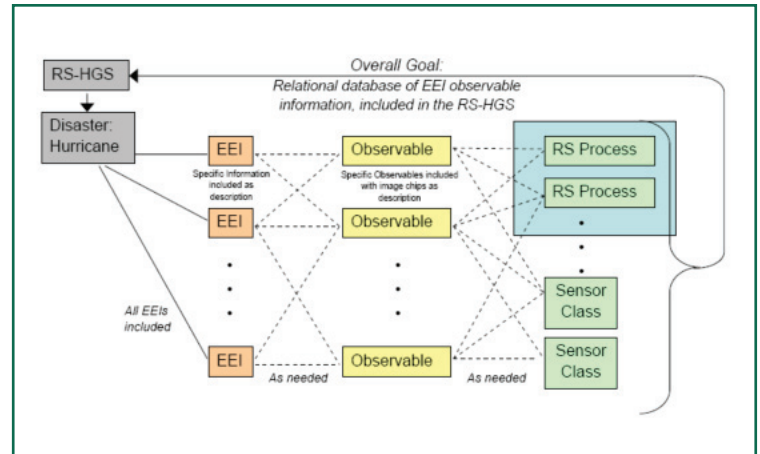 Overall Goal:
Relational database of EEI observable
information, included in the RS-HGS
RS-HGS
Disaster:
Hurricane
EEI
Specific Information
included as
description
EEI
EEI
All EEIs
included
As needed
Observable
Specific Observables included
with image chips as
description
Observable
Observable
As needed
RS Process
RS Process
Sensor
Class
Sensor
Class